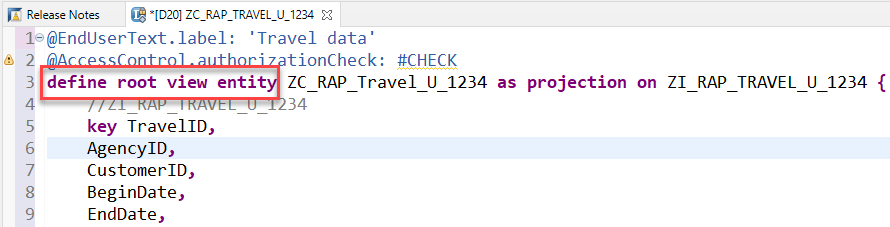 Release Notes *[D20] ZC_RAP_TRAVEL_U_1234
1 @EndUserText.label: 'Travel data'
2 @AccessControl.authorizationCheck: #CHECK
3 define root view entity ZC_RAP_Travel_U_1234 as projection on ZI_RAP_TRAVEL_U_1234 {
4 //ZI_RAP_TRAVEL_U_1234
5 key TravelID,
6 AgencyID,
7 CustomerID,
8 BeginDate,
9 EndDate,